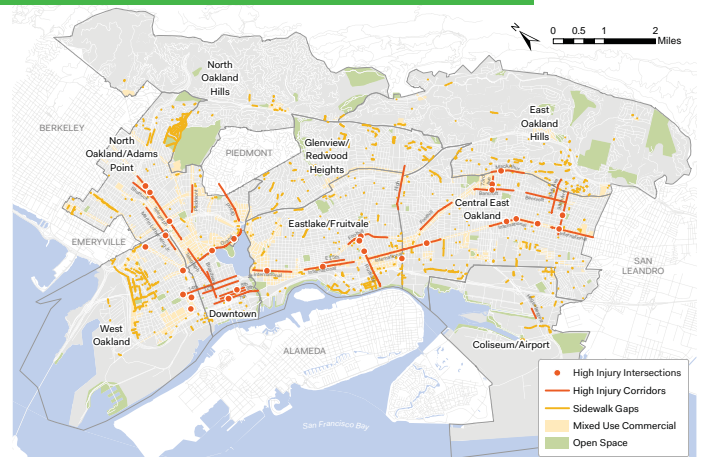 N
0 0.5 1 2
Miles
North
Oakland
Hills
BERKELEY
North
Oakland/Adams
Point
PIEDMONT
Glenview/
Redwood
Heights
East
Oakland
Hills
Central East
Oakland
Eastlake/Fruitvale
EMERYVILLE
SAN
LEANDRO
West
Oakland
Downtown
ALAMEDA
Coliseum/Airport
San Francisco Bay
High Injury Intersections
High Injury Corridors
Sidewalk Gaps
Mixed Use Commercial
Open Space